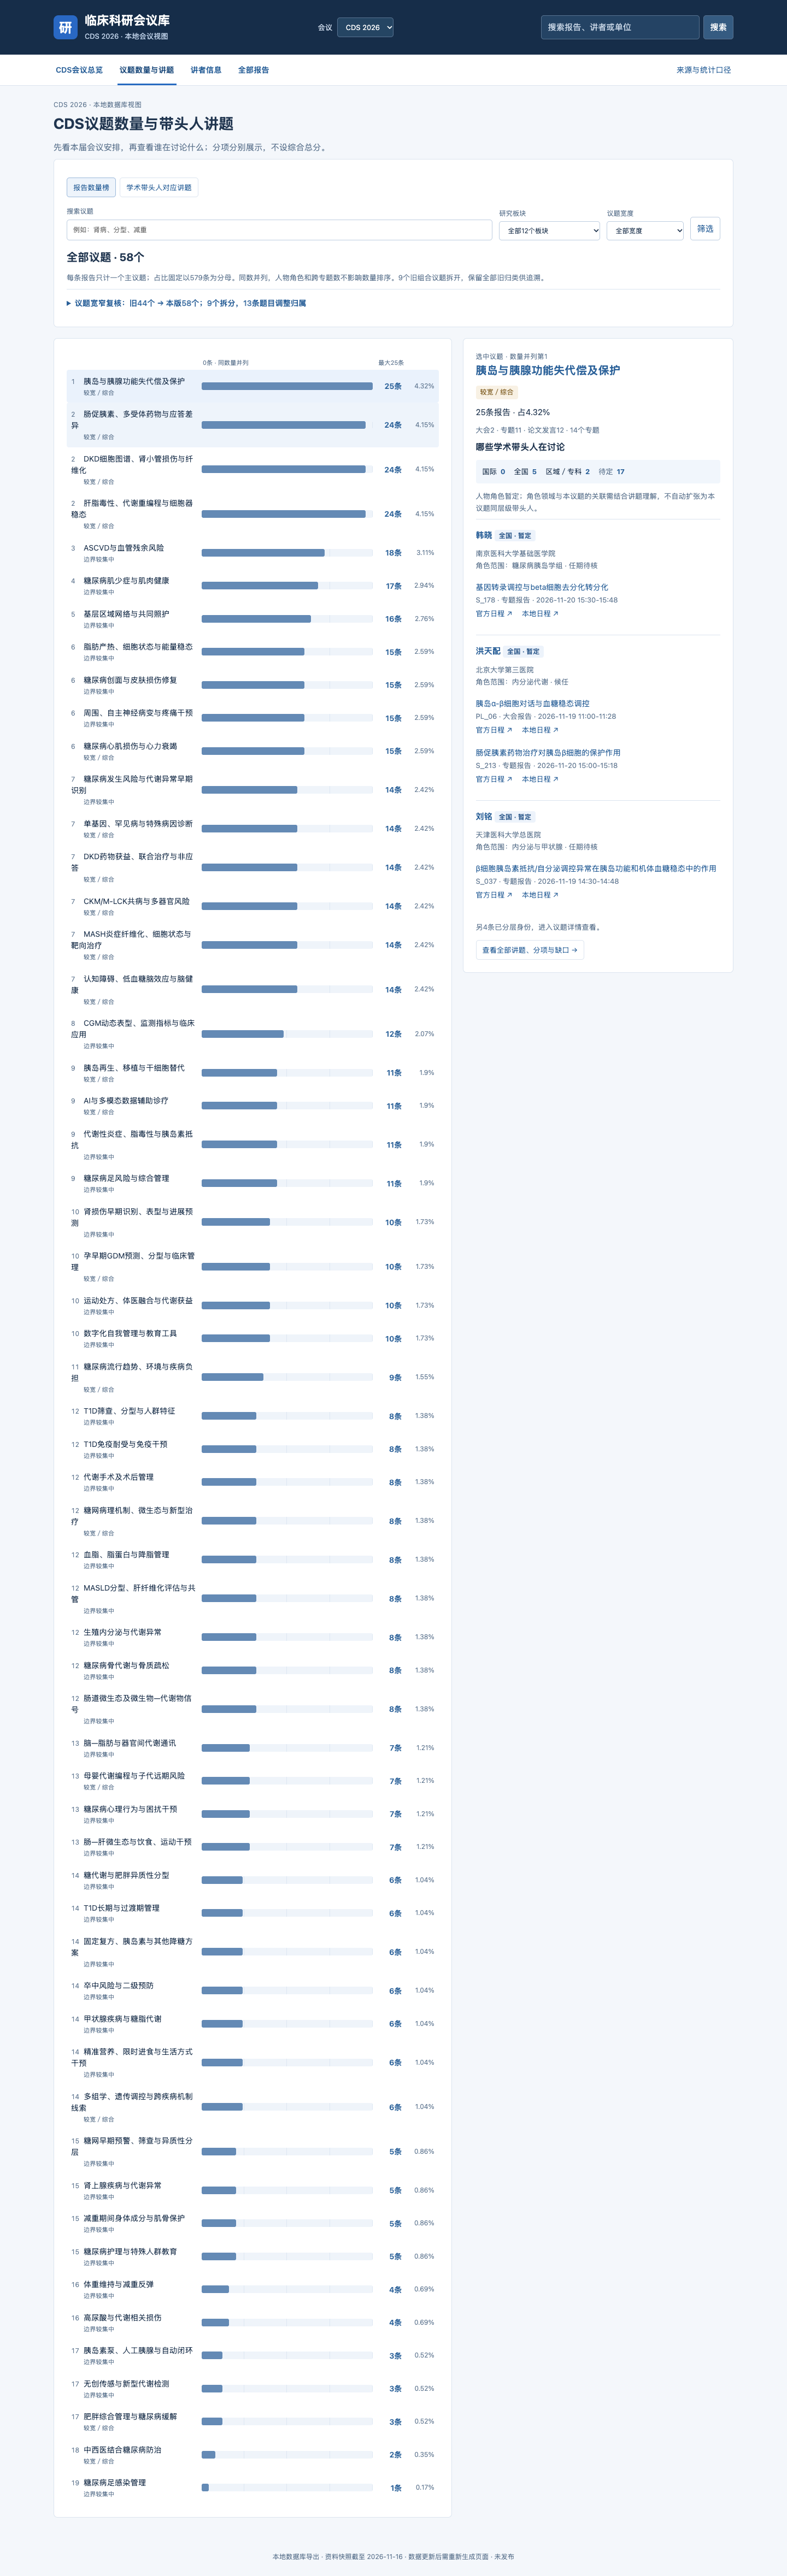 研
临床科研会议库
CDS 2026 · 本地会议视图
会议
CDS 2026
搜索报告、讲者或单位
搜索
CDS会议总览
议题数量与讲题
讲者信息
全部报告
来源与统计口径
CDS 2026 · 本地数据库视图
CDS议题数量与带头人讲题
先看本届会议安排，再查看谁在讨论什么；分项分别展示，不设综合总分。
报告数量榜
学术带头人对应讲题
搜索议题
例如：肾病、分型、减重
研究板块
全部12个板块
议题宽度
全部宽度
筛选
全部议题 · 58个
每条报告只计一个主议题；占比固定以579条为分母。同数并列，人物角色和跨专题数不影响数量排序。9个旧组合议题拆开，保留全部旧归类供追溯。
▶ 议题宽窄复核：旧44个 → 本版58个；9个拆分，13条题目调整归属
0条 · 同数量并列
最大25条
1 胰岛与胰腺功能失代偿及保护
较宽 / 综合
25条 4.32%
2 肠促胰素、多受体药物与应答差
异
较宽 / 综合
24条 4.15%
2 DKD细胞图谱、肾小管损伤与纤
维化
较宽 / 综合
24条 4.15%
2 肝脂毒性、代谢重编程与细胞器
稳态
较宽 / 综合
24条 4.15%
3 ASCVD与血管残余风险
边界较集中
18条 3.11%
4 糖尿病肌少症与肌肉健康
边界较集中
17条 2.94%
5 基层区域网络与共同照护
边界较集中
16条 2.76%
6 脂肪产热、细胞状态与能量稳态
边界较集中
15条 2.59%
6 糖尿病创面与皮肤损伤修复
边界较集中
15条 2.59%
6 周围、自主神经病变与疼痛干预
边界较集中
15条 2.59%
6 糖尿病心肌损伤与心力衰竭
边界较集中
15条 2.59%
7 糖尿病发生风险与代谢异常早期
识别
边界较集中
14条 2.42%
7 单基因、罕见病与特殊病因诊断
较宽 / 综合
14条 2.42%
7 DKD药物获益、联合治疗与非应
答
较宽 / 综合
14条 2.42%
7 CKM/M-LCK共病与多器官风险
较宽 / 综合
14条 2.42%
7 MASH炎症纤维化、细胞状态与
靶向治疗
较宽 / 综合
14条 2.42%
7 认知障碍、低血糖脑效应与脑健
康
较宽 / 综合
14条 2.42%
8 CGM动态表型、监测指标与临床
应用
边界较集中
12条 2.07%
9 胰岛再生、移植与干细胞替代
较宽 / 综合
11条 1.9%
9 AI与多模态数据辅助诊疗
较宽 / 综合
11条 1.9%
9 代谢性炎症、脂毒性与胰岛素抵
抗
边界较集中
11条 1.9%
9 糖尿病足风险与综合管理
边界较集中
11条 1.9%
10 肾损伤早期识别、表型与进展预
测
边界较集中
10条 1.73%
10 孕早期GDM预测、分型与临床管
理
较宽 / 综合
10条 1.73%
10 运动处方、体医融合与代谢获益
边界较集中
10条 1.73%
10 数字化自我管理与教育工具
边界较集中
10条 1.73%
11 糖尿病流行趋势、环境与疾病负
担
较宽 / 综合
9条 1.55%
12 T1D筛查、分型与人群特征
边界较集中
8条 1.38%
12 T1D免疫耐受与免疫干预
边界较集中
8条 1.38%
12 代谢手术及术后管理
边界较集中
8条 1.38%
12 糖网病理机制、微生态与新型治
疗
较宽 / 综合
8条 1.38%
12 血脂、脂蛋白与降脂管理
边界较集中
8条 1.38%
12 MASLD分型、肝纤维化评估与共
管
边界较集中
8条 1.38%
12 生殖内分泌与代谢异常
边界较集中
8条 1.38%
12 糖尿病骨代谢与骨质疏松
边界较集中
8条 1.38%
12 肠道微生态及微生物—代谢物信
号
边界较集中
8条 1.38%
13 脑—脂肪与器官间代谢通讯
边界较集中
7条 1.21%
13 母婴代谢编程与子代远期风险
较宽 / 综合
7条 1.21%
13 糖尿病心理行为与困扰干预
边界较集中
7条 1.21%
13 肠—肝微生态与饮食、运动干预
边界较集中
7条 1.21%
14 糖代谢与肥胖异质性分型
边界较集中
6条 1.04%
14 T1D长期与过渡期管理
边界较集中
6条 1.04%
14 固定复方、胰岛素与其他降糖方
案
边界较集中
6条 1.04%
14 卒中风险与二级预防
边界较集中
6条 1.04%
14 甲状腺疾病与糖脂代谢
边界较集中
6条 1.04%
14 精准营养、限时进食与生活方式
干预
边界较集中
6条 1.04%
14 多组学、遗传调控与跨疾病机制
线索
较宽 / 综合
6条 1.04%
15 糖网早期预警、筛查与异质性分
层
边界较集中
5条 0.86%
15 肾上腺疾病与代谢异常
边界较集中
5条 0.86%
15 减重期间身体成分与肌骨保护
边界较集中
5条 0.86%
15 糖尿病护理与特殊人群教育
边界较集中
5条 0.86%
16 体重维持与减重反弹
边界较集中
4条 0.69%
16 高尿酸与代谢相关损伤
边界较集中
4条 0.69%
17 胰岛素泵、人工胰腺与自动闭环
边界较集中
3条 0.52%
17 无创传感与新型代谢检测
边界较集中
3条 0.52%
17 肥胖综合管理与糖尿病缓解
较宽 / 综合
3条 0.52%
18 中西医结合糖尿病防治
较宽 / 综合
2条 0.35%
19 糖尿病足感染管理
边界较集中
1条 0.17%
选中议题 · 数量并列第1
胰岛与胰腺功能失代偿及保护
较宽 / 综合
25条报告 · 占4.32%
大会2 · 专题11 · 论文发言12 · 14个专题
哪些学术带头人在讨论
国际 0 全国 5 区域 / 专科 2 待定 17
人物角色暂定；角色领域与本议题的关联需结合讲题理解，不自动扩张为本
议题同层级带头人。
韩晓 全国 · 暂定
南京医科大学基础医学院
角色范围：糖尿病胰岛学组 · 任期待核
基因转录调控与beta细胞去分化转分化
S_178 · 专题报告 · 2026-11-20 15:30-15:48
官方日程 ↗ 本地日程 ↗
洪天配 全国 · 暂定
北京大学第三医院
角色范围：内分泌代谢 · 候任
胰岛α-β细胞对话与血糖稳态调控
PL_06 · 大会报告 · 2026-11-19 11:00-11:28
官方日程 ↗ 本地日程 ↗
肠促胰素药物治疗对胰岛β细胞的保护作用
S_213 · 专题报告 · 2026-11-20 15:00-15:18
官方日程 ↗ 本地日程 ↗
刘铭 全国 · 暂定
天津医科大学总医院
角色范围：内分泌与甲状腺 · 任期待核
β细胞胰岛素抵抗/自分泌调控异常在胰岛功能和机体血糖稳态中的作用
S_037 · 专题报告 · 2026-11-19 14:30-14:48
官方日程 ↗ 本地日程 ↗
另4条已分层身份，进入议题详情查看。
查看全部讲题、分项与缺口 →
本地数据库导出 · 资料快照截至 2026-11-16 · 数据更新后需重新生成页面 · 未发布